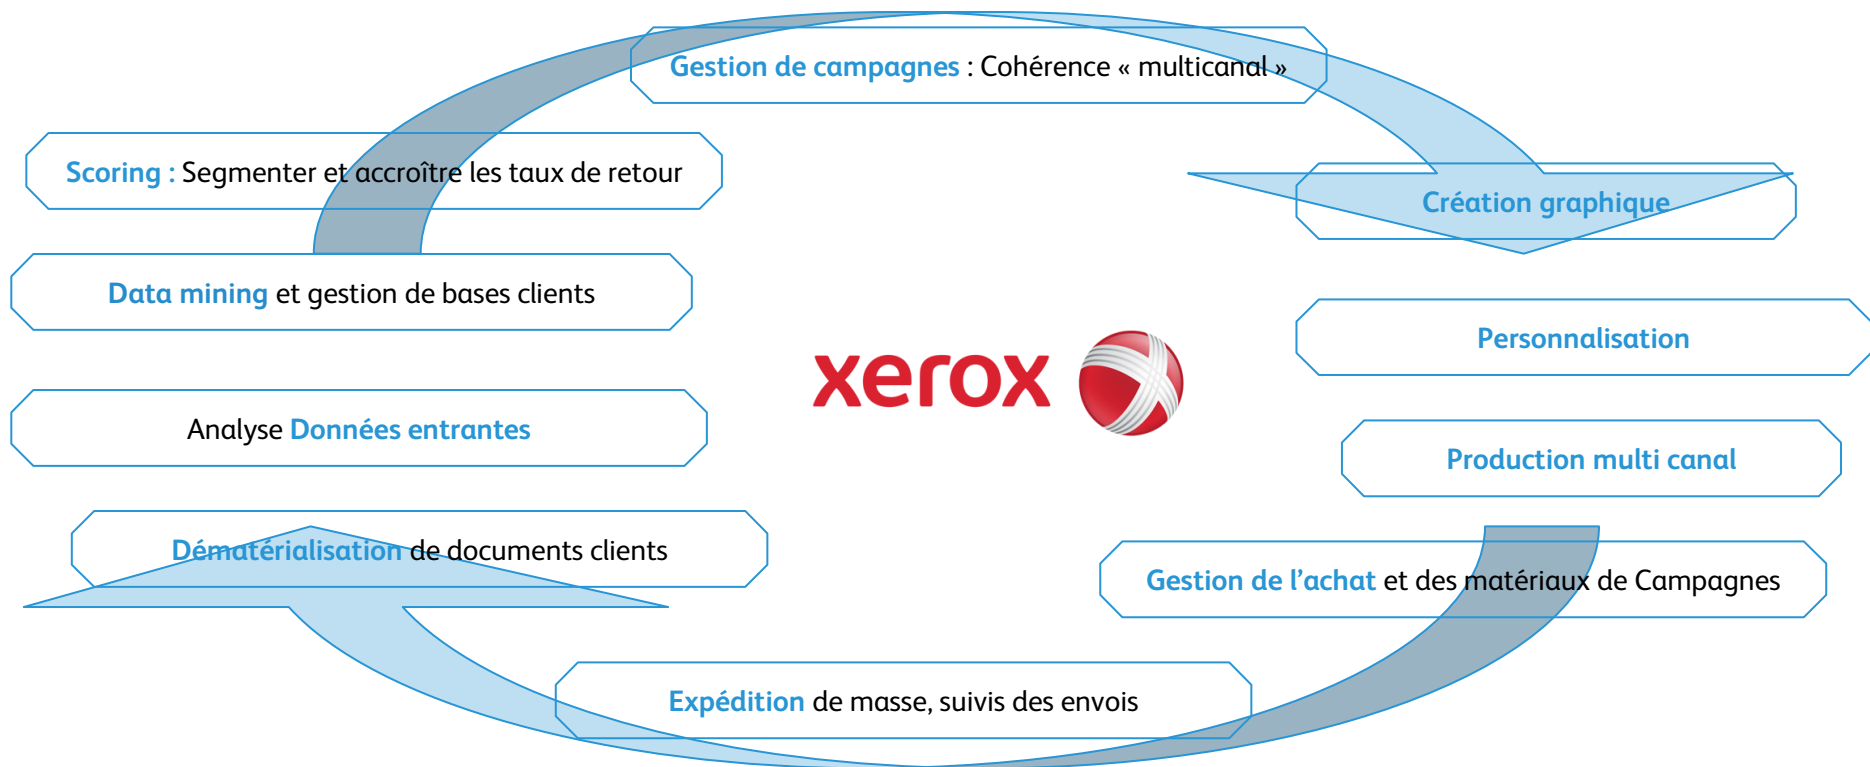 Gestion de campagnes : Cohérence « multicanal »
Scoring : Segmenter et accroître les taux de retour
Création graphique
Data mining et gestion de bases clients
Personnalisation
xerox
Analyse Données entrantes
Production multi canal
Dématérialisation de documents clients
Gestion de l’achat et des matériaux de Campagnes
Expédition de masse, suivis des envois